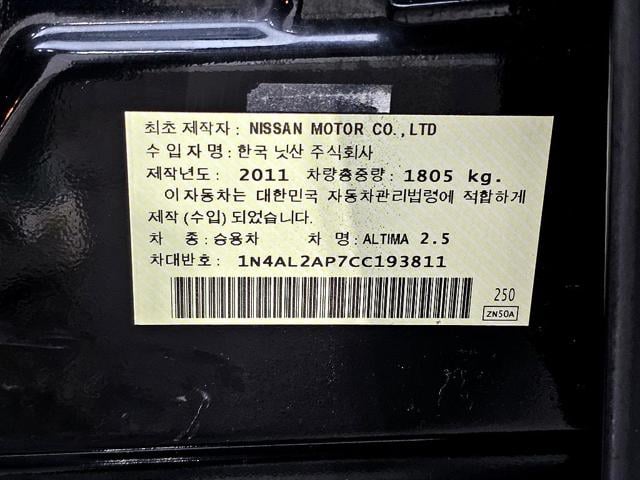 최초 제작자 : NISSAN MOTOR CO.,LTD
수 입 자 명 : 한국 닛산 주식회사
제작년도 : 2011 차량총중량 : 1805 kg.
이 자동차는 대한민국 자동차관리법령에 적합하게
제작 (수입) 되었습니다.
차 종 : 승용차 차 명 : ALTIMA 2.5
차대번호 : 1N4AL2AP7CC193811
250
ZN50A